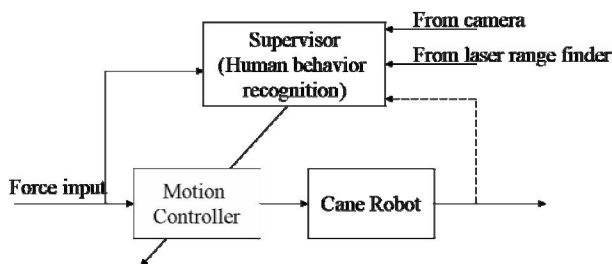 From camera
Supervisor
(Human behavior
recognition)
From laser range finder
Force input
Motion
Controller
Cane Robot